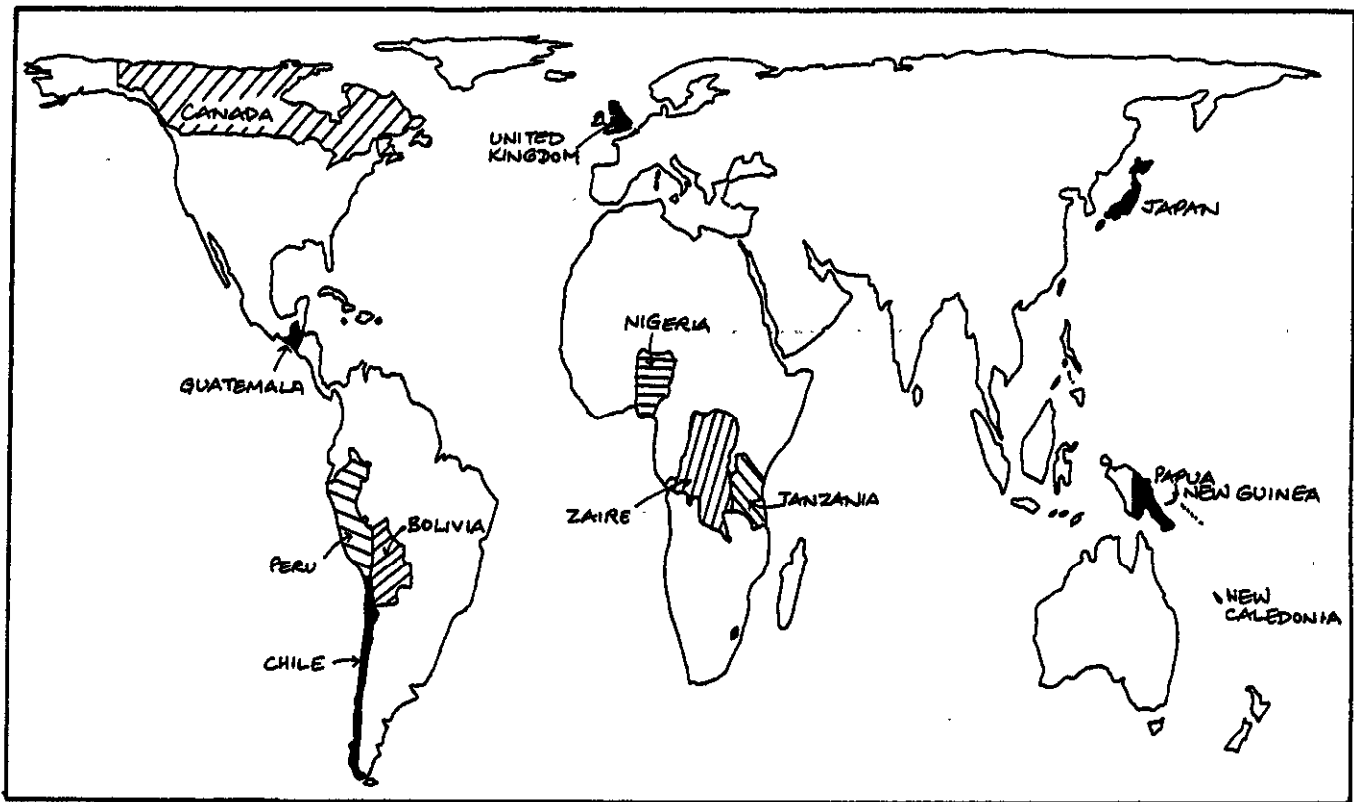 CANADA
UNITED
KINGDOM
JAPAN
NIGERIA
GUATEMALA
PAPUA
NEW GUINEA
TANZANIA
ZAIRE
BOLIVIA
PERU
NEW
CALEDONIA
CHILE